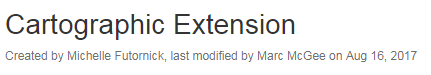 Cartographic Extension
Created by Michelle Futornick, last modified by Marc McGee on Aug 16, 2017